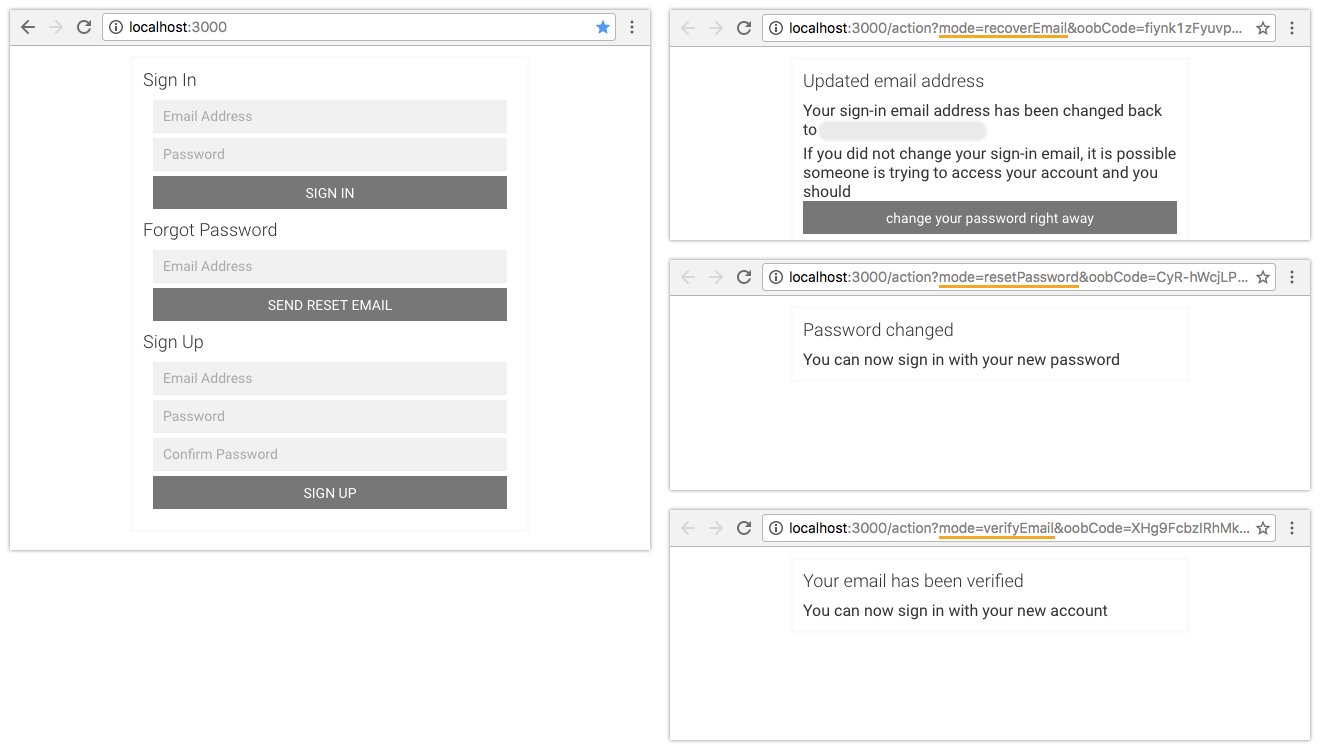 localhost:3000
Sign In
Email Address
Password
SIGN IN
Forgot Password
Email Address
SEND RESET EMAIL
Sign Up
Email Address
Password
Confirm Password
SIGN UP
localhost:3000/action?mode=recoverEmail&oobCode=fiynk1zFyuvp...
Updated email address
Your sign-in email address has been changed back
to
If you did not change your sign-in email, it is possible
someone is trying to access your account and you
should
change your password right away
localhost:3000/action?mode=resetPassword&oobCode=CyR-hWcjLP...
Password changed
You can now sign in with your new password
localhost:3000/action?mode=verifyEmail&oobCode=XHg9FcbzIRhMk...
Your email has been verified
You can now sign in with your new account